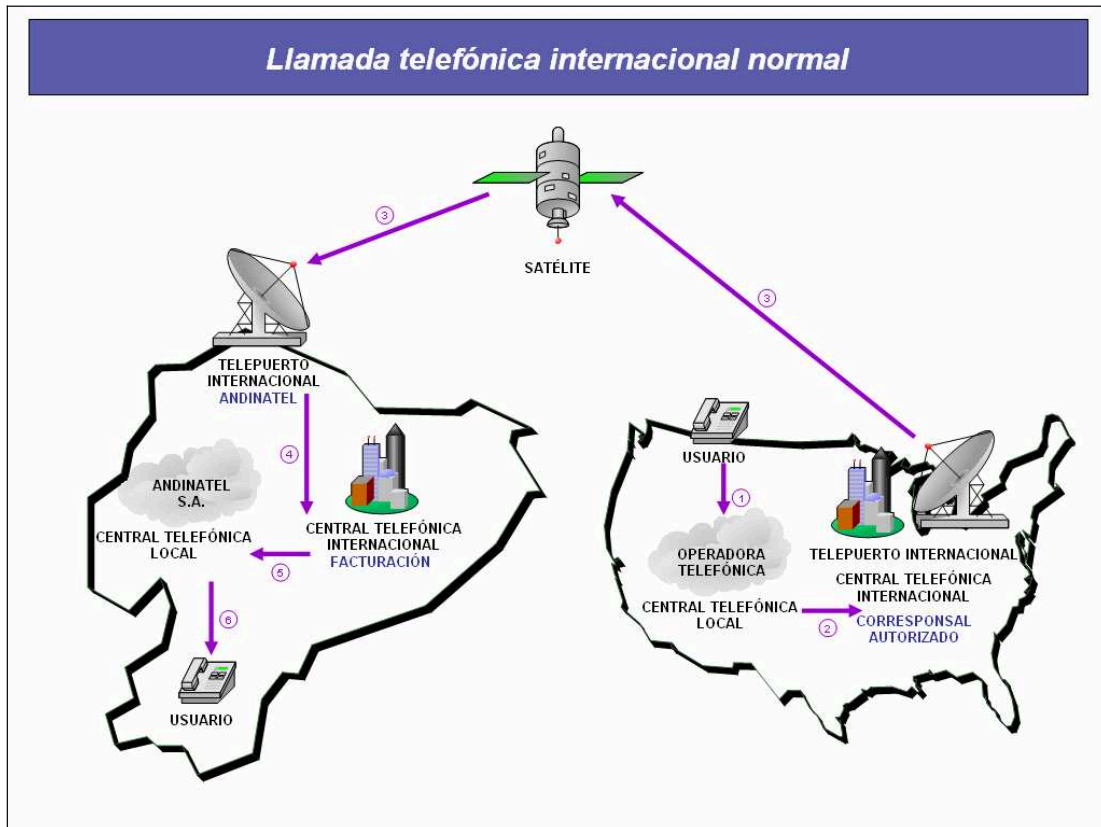 Llamada telefónica internacional normal
SATÉLITE
3
3
TELEPUERTO
INTERNACIONAL
ANDINATEL
4
ANDINATEL
S.A.
CENTRAL TELEFÓNICA
LOCAL
CENTRAL TELEFÓNICA
INTERNACIONAL
FACTURACIÓN
5
6
USUARIO
USUARIO
1
OPERADORA
TELEFÓNICA
CENTRAL TELEFÓNICA
LOCAL
2
TELEPUERTO INTERNACIONAL
CENTRAL TELEFÓNICA
INTERNACIONAL
CORRESPONSAL
AUTORIZADO